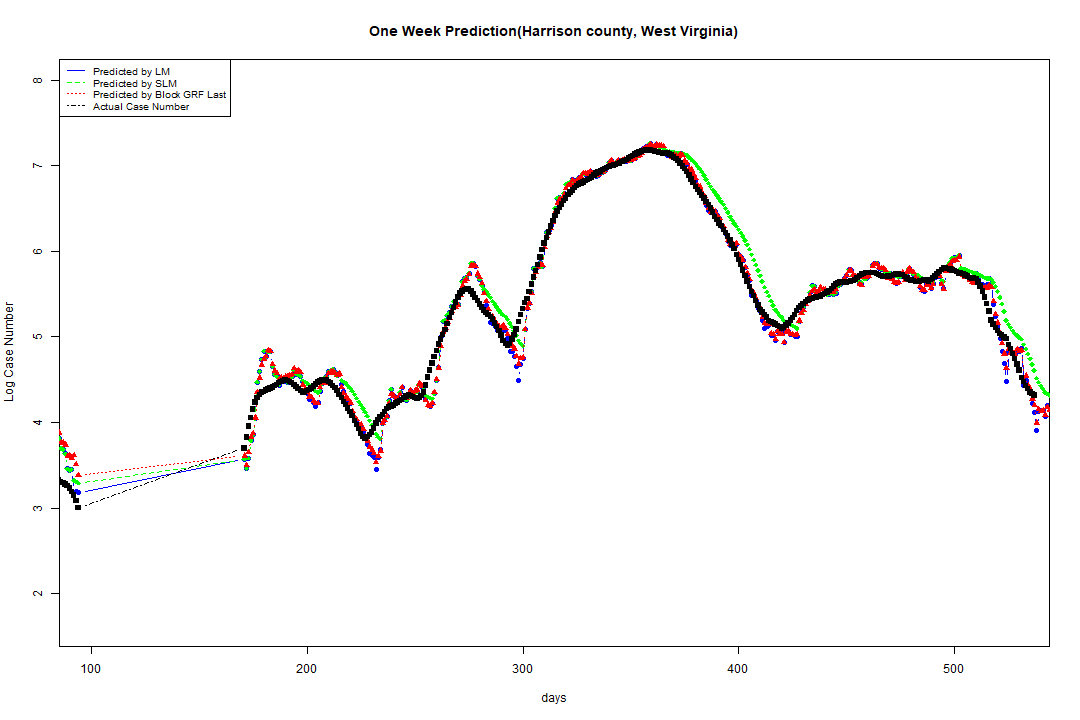 One Week Prediction(Harrison county, West Virginia)
Predicted by LM
Predicted by SLM
Predicted by Block GRF Last
Actual Case Number
8
7
6
5
4
3
2
Log Case Number
100 200 300 400 500
days